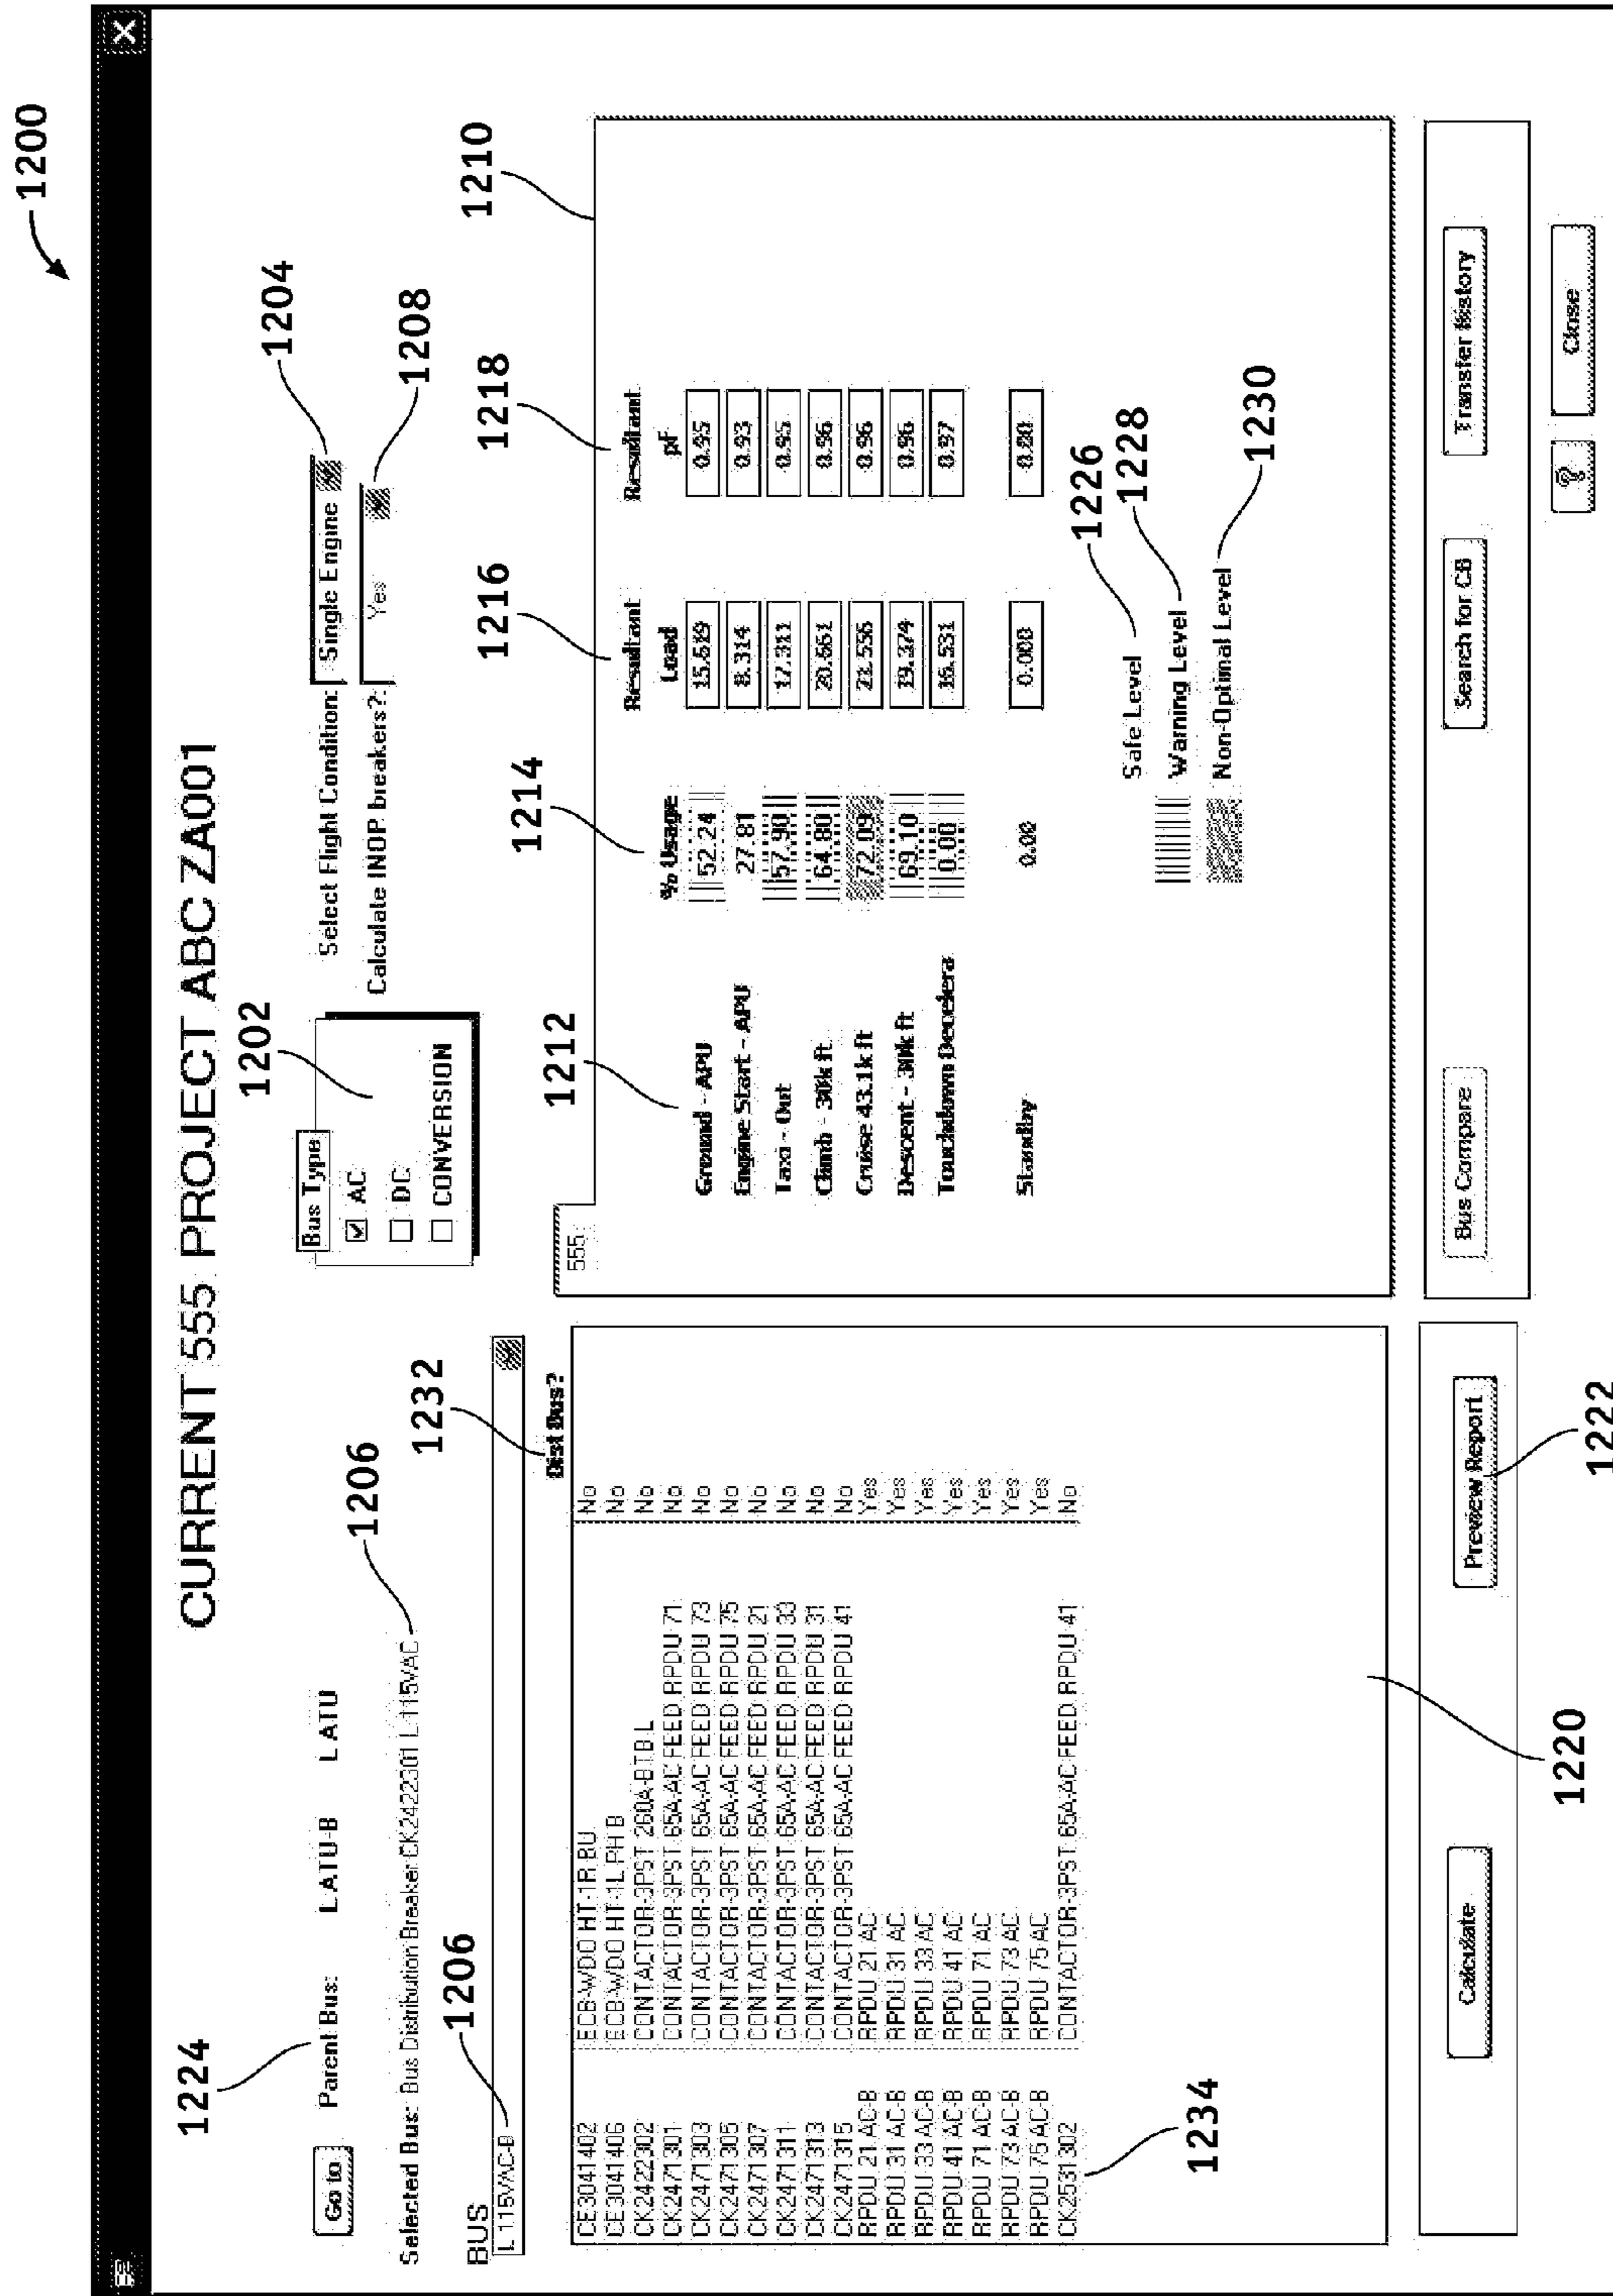 1200
CURRENT 555 PROJECT ABC ZA001
1224
Go to Parent Bus: L ATU-B L ATU
Selected Bus: Bus Distribution Breaker:CK2422301 L 115VAC
1206
1206
BUS
L 115VAC-B
1232
Dist Bus?
CE3041402 ECB-WDO HT-1R BU No
CE3041406 ECB-WDO HT-1L PH B No
CK2422302 CONTACTOR-3PST 260A-BTB L No
CK2471301 CONTACTOR-3PST 65A-AC FEED RPDU 71 No
CK2471303 CONTACTOR-3PST 65A-AC FEED RPDU 73 No
CK2471305 CONTACTOR-3PST 65A-AC FEED RPDU 75 No
CK2471307 CONTACTOR-3PST 65A-AC FEED RPDU 21 No
CK2471311 CONTACTOR-3PST 65A-AC FEED RPDU 33 No
CK2471313 CONTACTOR-3PST 65A-AC FEED RPDU 31 No
CK2471315 CONTACTOR-3PST 65A-AC FEED RPDU 41 No
RPDU 21 AC-B RPDU 21 AC Yes
RPDU 31 AC-B RPDU 31 AC Yes
RPDU 33 AC-B RPDU 33 AC Yes
RPDU 41 AC-B RPDU 41 AC Yes
RPDU 71 AC-B RPDU 71 AC Yes
RPDU 73 AC-B RPDU 73 AC Yes
RPDU 75 AC-B RPDU 75 AC Yes
CK2531302 CONTACTOR-3PST 65A-AC FEED RPDU 41 No
1234
1220
Calculate Preview Report
1222
1202
Bus Type
AC
DC
CONVERSION
Select Flight Condition: Single Engine
1204
Calculate INOP breakers?: Yes
1208
1212 1214 1216 1218 1210
555
% Usage Resultant Load Resultant pF
Ground - APU 52.24 15.619 0.95
Engine Start - APU 27.81 8.314 0.93
Taxi - Out 57.90 17.311 0.95
Climb - 30k ft 64.80 20.661 0.96
Cruise 43.1k ft 72.09 21.556 0.96
Descent - 30k ft 69.10 19.374 0.96
Touchdown Decelera 0.00 16.531 0.97
Standby 0.00 0.000 0.00
Safe Level 1226
Warning Level 1228
Non-Optimal Level 1230
Bus Compare Search for CB Transfer History
? Close